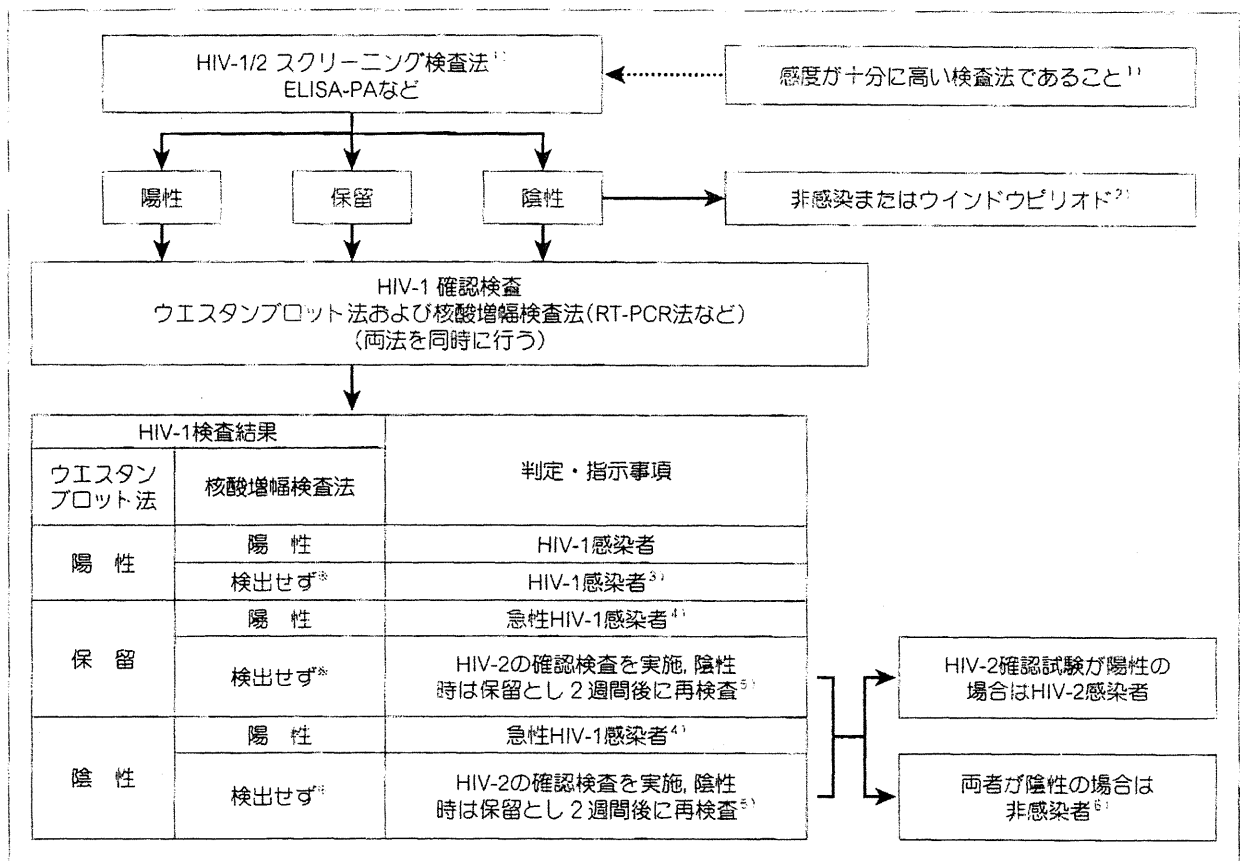 HIV-1/2 スクリーニング検査法¹⁾
ELISA-PAなど
感度が十分に高い検査法であること¹⁾
陽性
保留
陰性
非感染またはウインドウピリオド²⁾
HIV-1 確認検査
ウエスタンブロット法および核酸増幅検査法(RT-PCR法など)
(両法を同時に行う)
HIV-1検査結果
判定・指示事項
ウエスタン
ブロット法
核酸増幅検査法
陽 性
陽 性
HIV-1感染者
検出せず※
HIV-1感染者³⁾
保 留
陽 性
急性HIV-1感染者⁴⁾
検出せず※
HIV-2の確認検査を実施, 陰性
時は保留とし2週間後に再検査⁵⁾
陰 性
陽 性
急性HIV-1感染者⁴⁾
検出せず※
HIV-2の確認検査を実施, 陰性
時は保留とし2週間後に再検査⁵⁾
HIV-2確認試験が陽性の
場合はHIV-2感染者
両者が陰性の場合は
非感染者⁶⁾